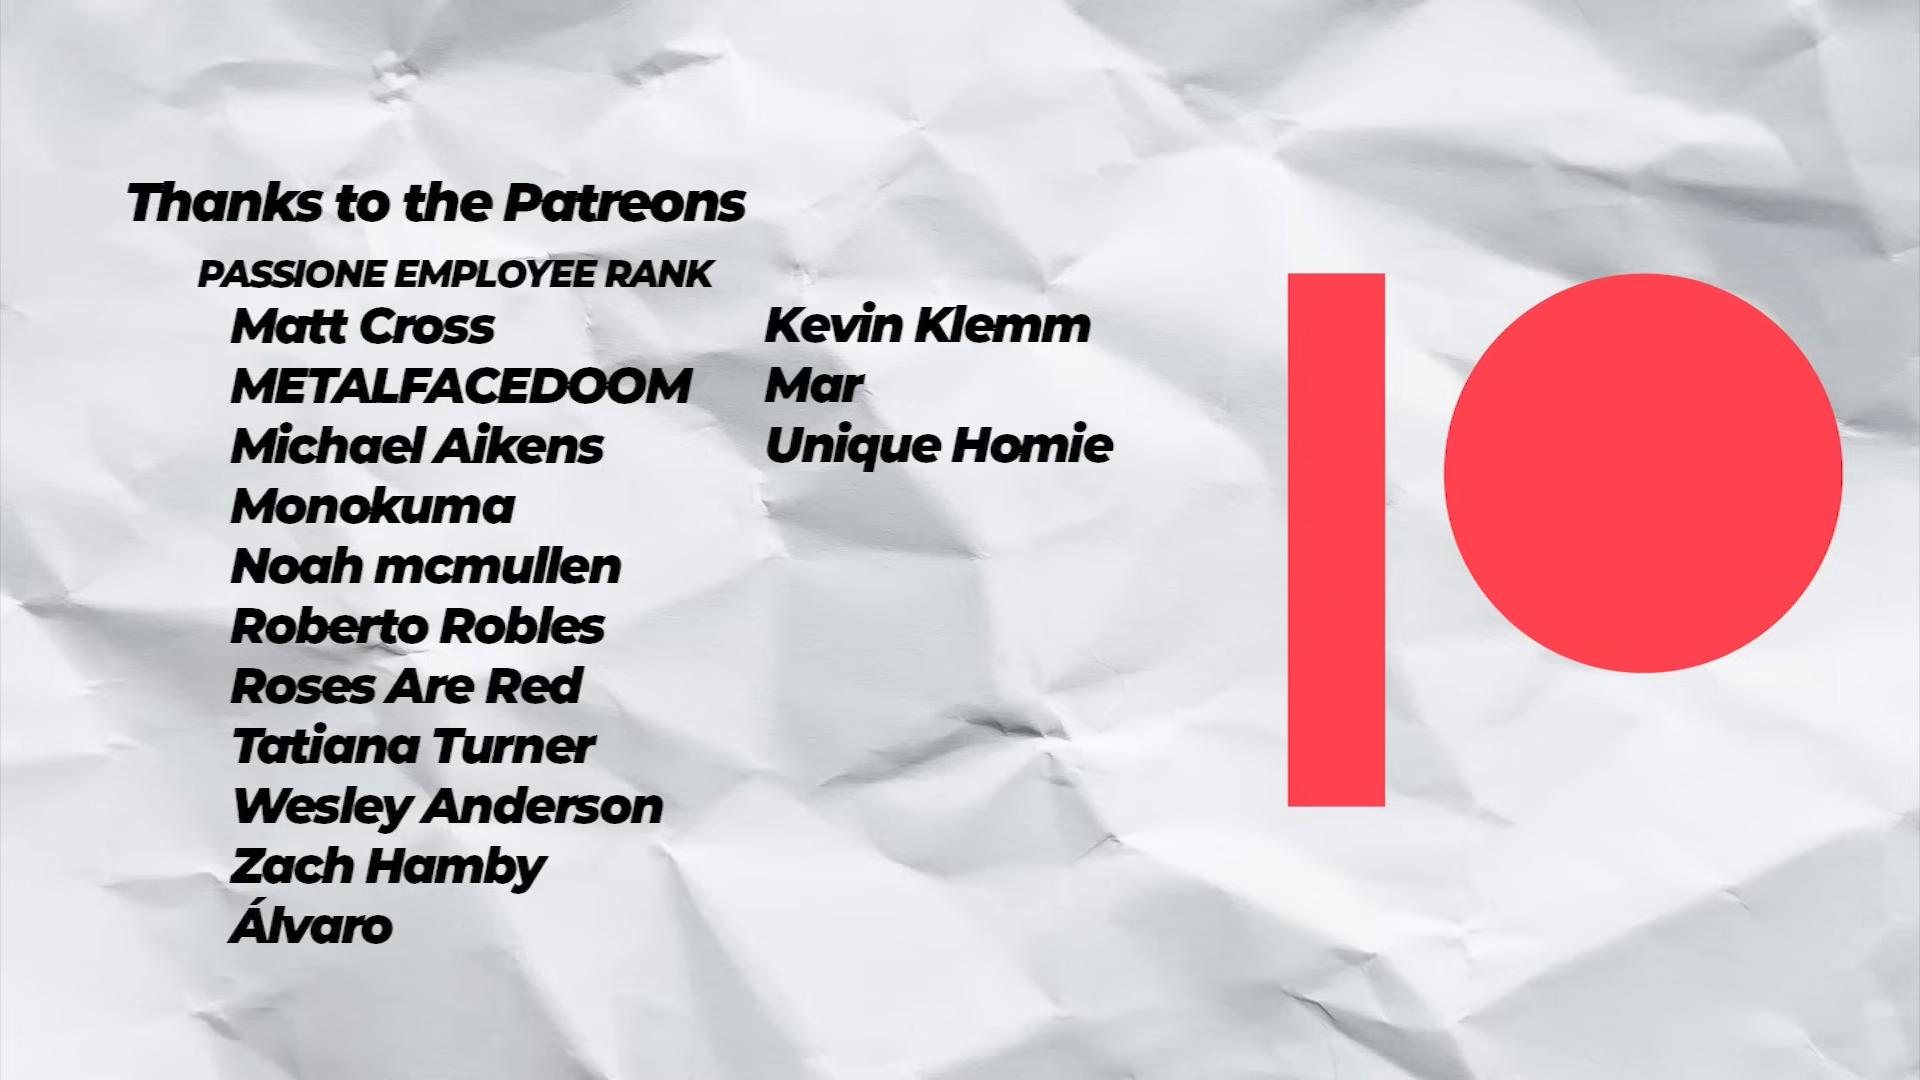 Thanks to the Patreons
PASSIONE EMPLOYEE RANK
Matt Cross
METALFACEDOOM
Michael Aikens
Monokuma
Noah mcmullen
Roberto Robles
Roses Are Red
Tatiana Turner
Wesley Anderson
Zach Hamby
Álvaro
Kevin Klemm
Mar
Unique Homie